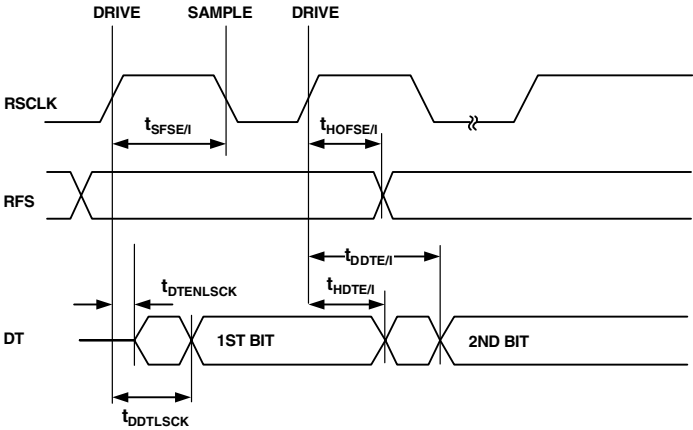 DRIVE SAMPLE DRIVE
RSCLK
tSFSE/I tHOFSE/I
RFS
tDDTE/I
tDTENLSCK tHDTE/I
DT 1ST BIT 2ND BIT
tDDTLSCK